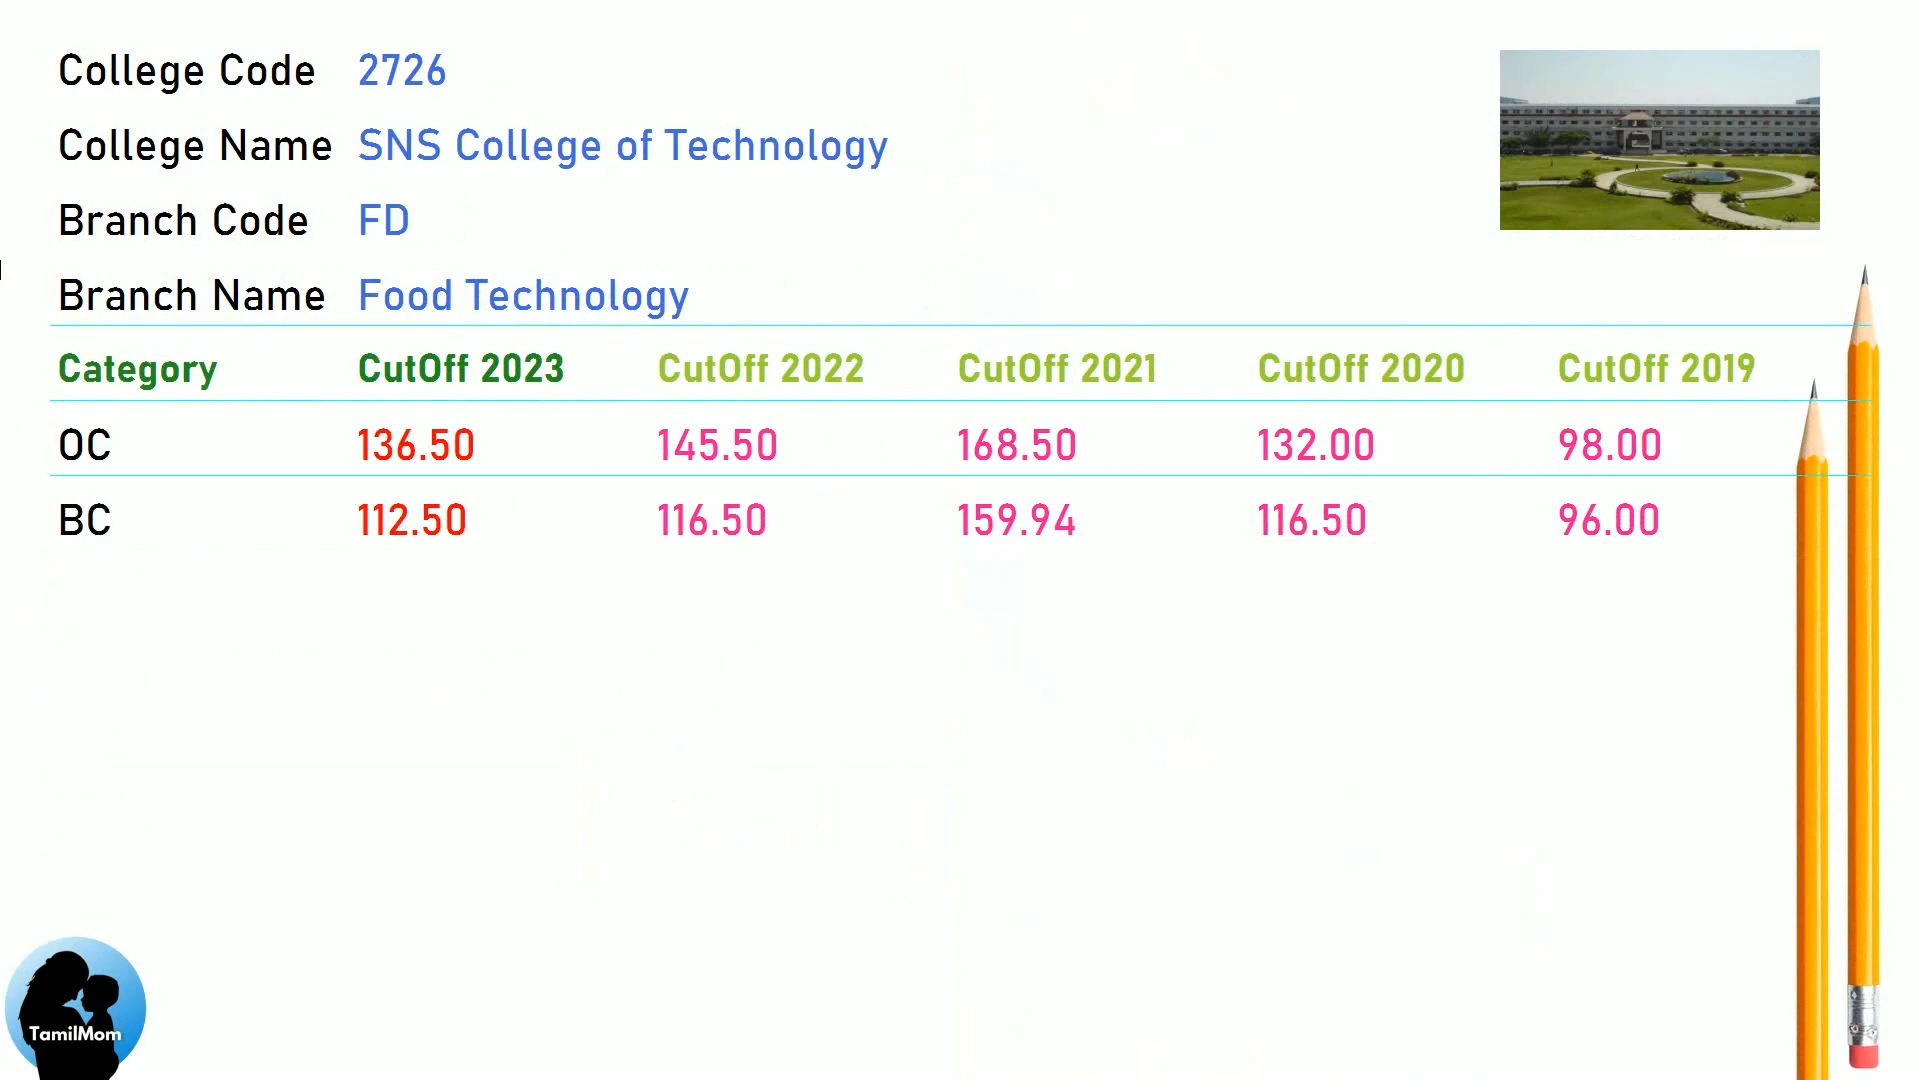 College Code 2726
College Name SNS College of Technology
Branch Code FD
Branch Name Food Technology
Category CutOff 2023 CutOff 2022 CutOff 2021 CutOff 2020 CutOff 2019
OC 136.50 145.50 168.50 132.00 98.00
BC 112.50 116.50 159.94 116.50 96.00
TamilMom